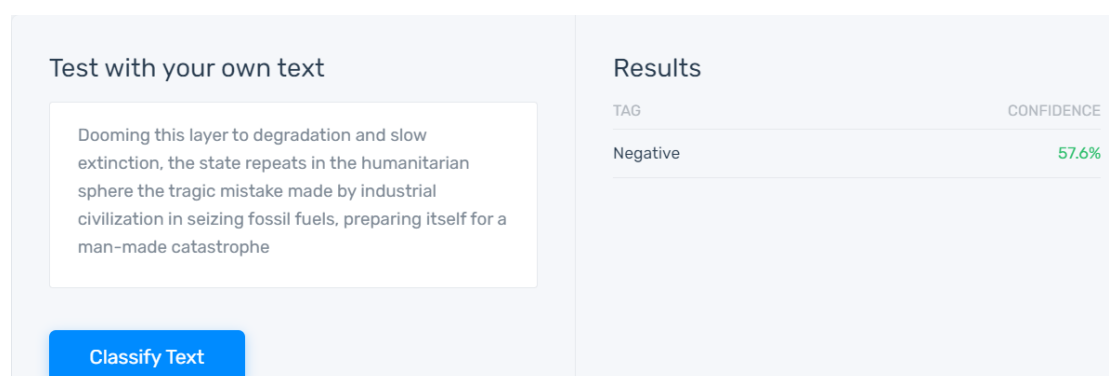 Test with your own text
Dooming this layer to degradation and slow
extinction, the state repeats in the humanitarian
sphere the tragic mistake made by industrial
civilization in seizing fossil fuels, preparing itself for a
man-made catastrophe
Classify Text
Results
TAG CONFIDENCE
Negative 57.6%